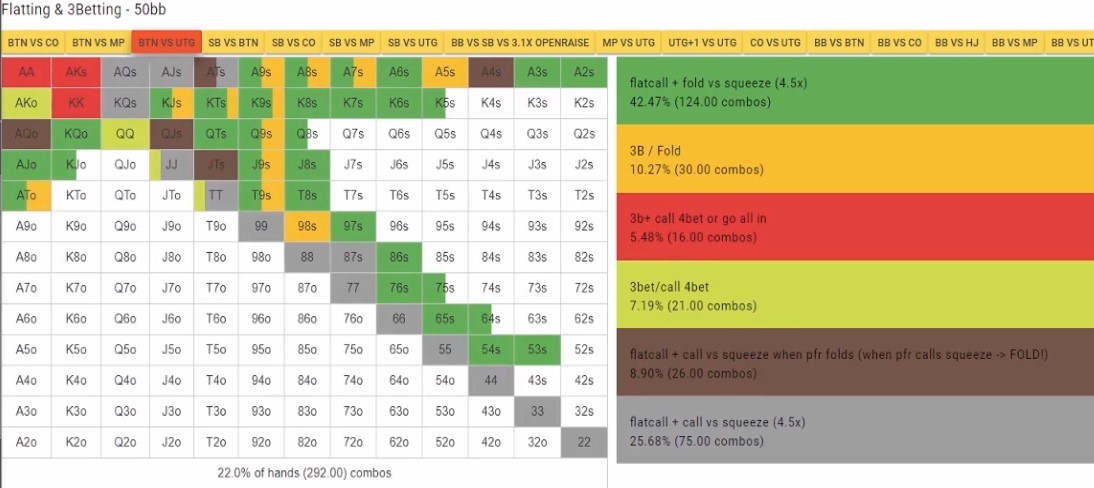 Flatting & 3Betting - 50bb
BTN VS CO BTN VS MP BTN VS UTG SB VS BTN SB VS CO SB VS MP SB VS UTG BB VS SB VS 3.1X OPENRAISE MP VS UTG UTG+1 VS UTG CO VS UTG BB VS BTN BB VS CO BB VS HJ BB VS MP BB VS UT
AA AKs AQs AJs ATs A9s A8s A7s A6s A5s A4s A3s A2s
AKo KK KQs KJs KTs K9s K8s K7s K6s K5s K4s K3s K2s
AQo KQo QQ QJs QTs Q9s Q8s Q7s Q6s Q5s Q4s Q3s Q2s
AJo KJo QJo JJ JTs J9s J8s J7s J6s J5s J4s J3s J2s
ATo KTo QTo JTo TT T9s T8s T7s T6s T5s T4s T3s T2s
A9o K9o Q9o J9o T9o 99 98s 97s 96s 95s 94s 93s 92s
A8o K8o Q8o J8o T8o 98o 88 87s 86s 85s 84s 83s 82s
A7o K7o Q7o J7o T7o 97o 87o 77 76s 75s 74s 73s 72s
A6o K6o Q6o J6o T6o 96o 86o 76o 66 65s 64s 63s 62s
A5o K5o Q5o J5o T5o 95o 85o 75o 65o 55 54s 53s 52s
A4o K4o Q4o J4o T4o 94o 84o 74o 64o 54o 44 43s 42s
A3o K3o Q3o J3o T3o 93o 83o 73o 63o 53o 43o 33 32s
A2o K2o Q2o J2o T2o 92o 82o 72o 62o 52o 42o 32o 22
22.0% of hands (292.00) combos
flatcall + fold vs squeeze (4.5x)
42.47% (124.00 combos)
3B / Fold
10.27% (30.00 combos)
3b+ call 4bet or go all in
5.48% (16.00 combos)
3bet/call 4bet
7.19% (21.00 combos)
flatcall + call vs squeeze when pfr folds (when pfr calls squeeze -> FOLD!)
8.90% (26.00 combos)
flatcall + call vs squeeze (4.5x)
25.68% (75.00 combos)